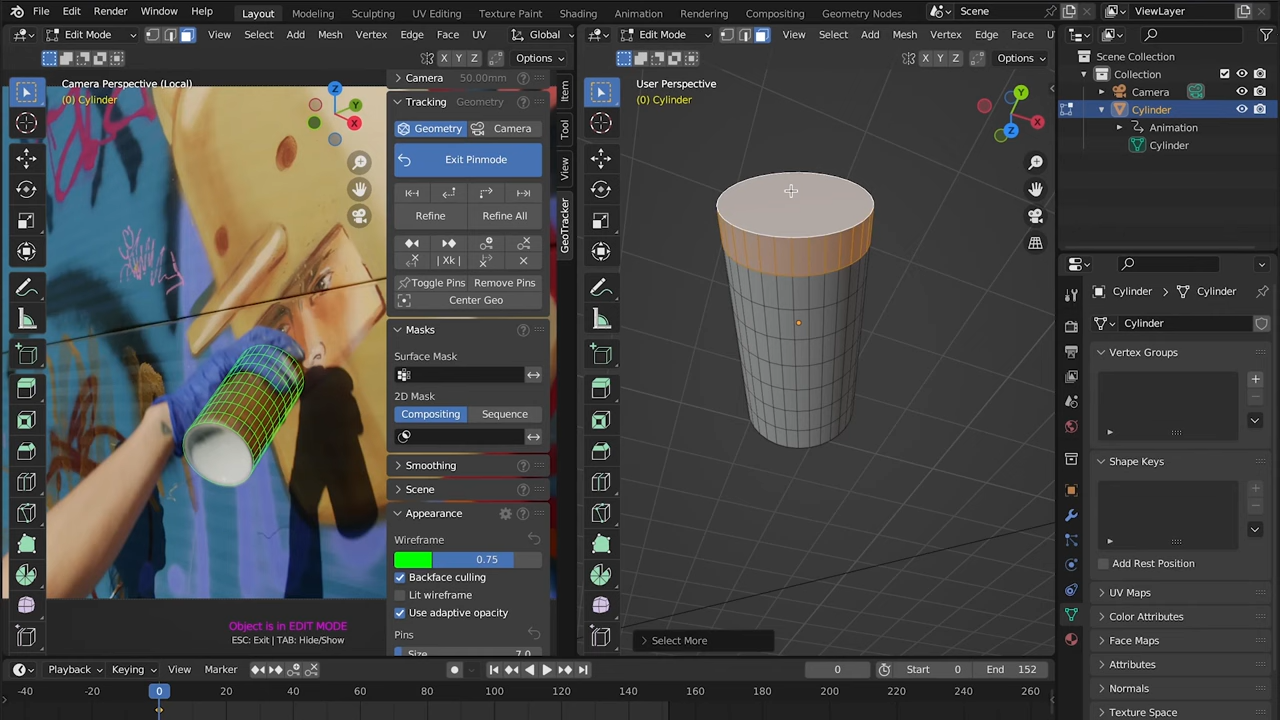 File Edit Render Window Help Layout Modeling Sculpting UV Editing Texture Paint Shading Animation Rendering Compositing Geometry Nodes Scene ViewLayer
Edit Mode View Select Add Mesh Vertex Edge Face UV Global
Edit Mode View Select Add Mesh Vertex Edge Face U
X Y Z Options
X Y Z Options
Camera Perspective (Local)
(0) Cylinder
Z
Y
X
Camera 50.00mm
Tracking Geometry
Geometry Camera
Exit Pinmode
Refine Refine All
Xk
Toggle Pins Remove Pins
Center Geo
Masks
Surface Mask
2D Mask
Compositing Sequence
Smoothing
Scene
Appearance
Wireframe
0.75
Backface culling
Lit wireframe
Use adaptive opacity
Pins
Size 7.0
Item
Tool
View
GeoTracker
Object is in EDIT MODE
ESC: Exit | TAB: Hide/Show
User Perspective
(0) Cylinder
Y
X
Z
Select More
Scene Collection
Collection
Camera
Cylinder
Animation
Cylinder
Cylinder Cylinder
Cylinder
Vertex Groups
Shape Keys
Add Rest Position
UV Maps
Color Attributes
Face Maps
Attributes
Normals
Texture Space
Playback Keying View Marker 0 Start 0 End 152
-40 -20 0 20 40 60 80 100 120 140 160 180 200 220 240 260